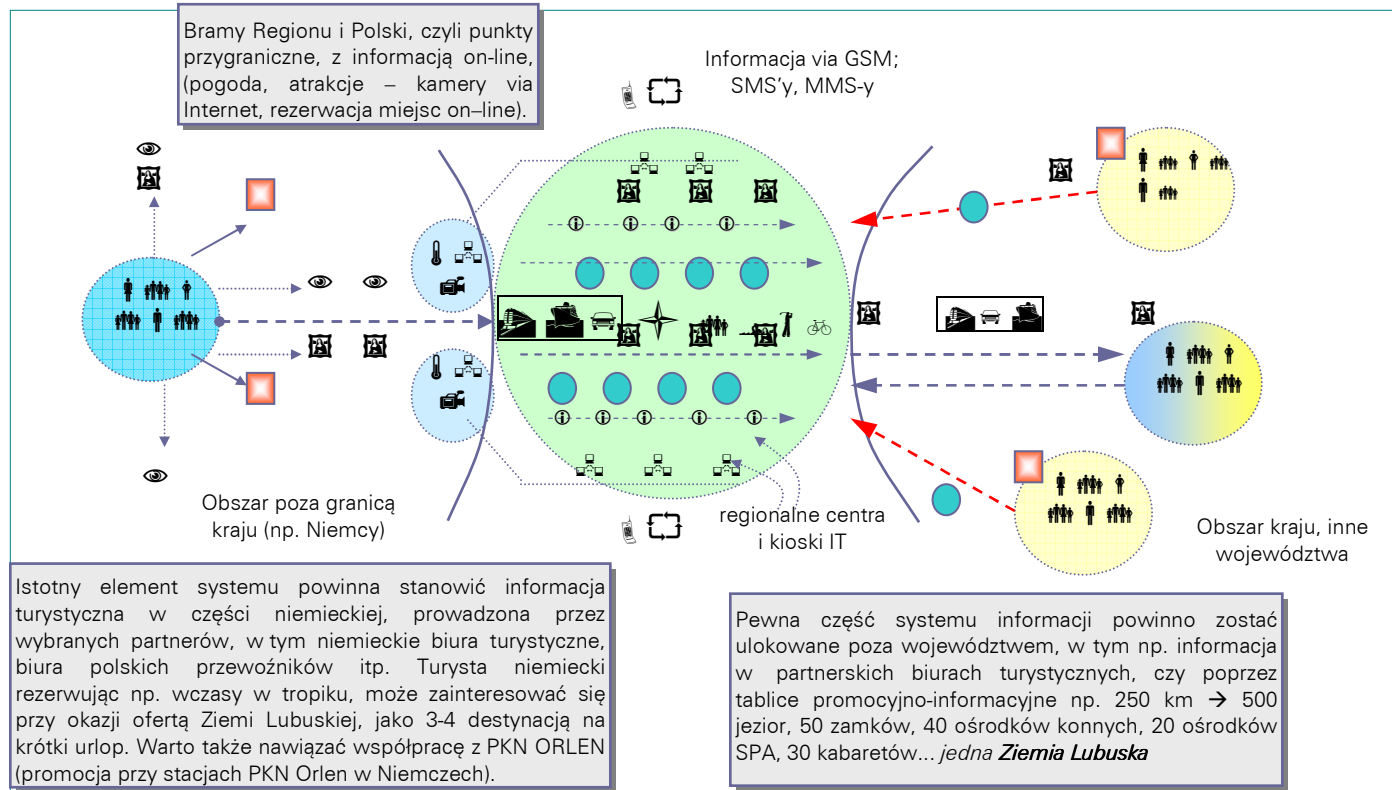 Bramy Regionu i Polski, czyli punkty
przygraniczne, z informacją on-line,
(pogoda, atrakcje – kamery via
Internet, rezerwacja miejsc on–line).
Informacja via GSM;
SMS'y, MMS-y
Obszar poza granicą
kraju (np. Niemcy)
regionalne centra
i kioski IT
Obszar kraju, inne
województwa
Istotny element systemu powinna stanowić informacja
turystyczna w części niemieckiej, prowadzona przez
wybranych partnerów, w tym niemieckie biura turystyczne,
biura polskich przewoźników itp. Turysta niemiecki
rezerwując np. wczasy w tropiku, może zainteresować się
przy okazji ofertą Ziemi Lubuskiej, jako 3-4 destynacją na
krótki urlop. Warto także nawiązać współpracę z PKN ORLEN
(promocja przy stacjach PKN Orlen w Niemczech).
Pewna część systemu informacji powinno zostać
ulokowane poza województwem, w tym np. informacja
w partnerskich biurach turystycznych, czy poprzez
tablice promocyjno-informacyjne np. 250 km → 500
jezior, 50 zamków, 40 ośrodków konnych, 20 ośrodków
SPA, 30 kabaretów... jedna Ziemia Lubuska